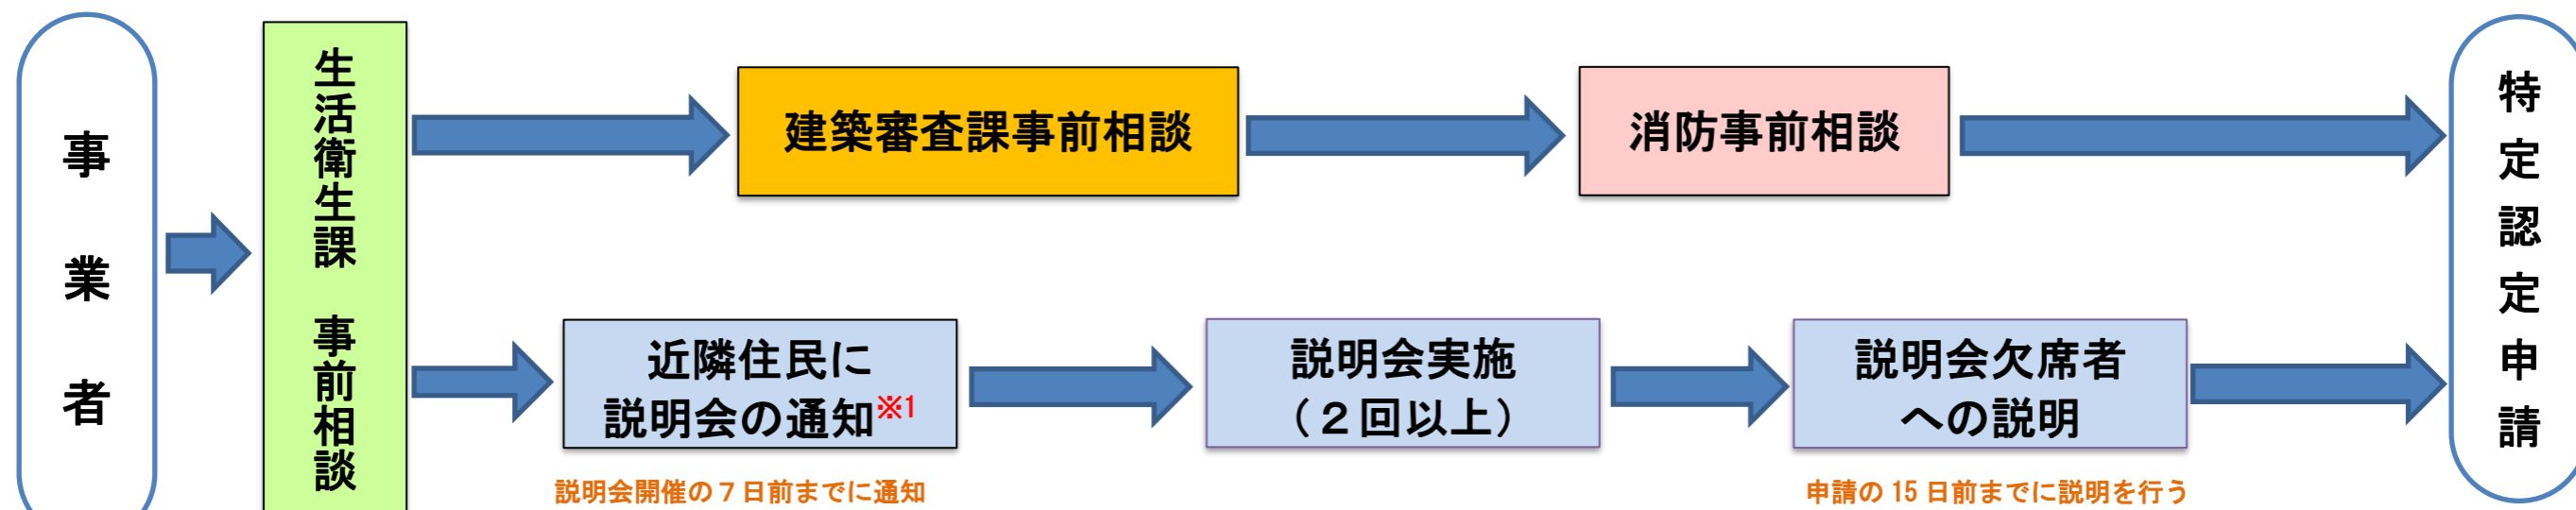 事業者
生活衛生課　事前相談
建築審査課事前相談
消防事前相談
近隣住民に
説明会の通知※1
説明会開催の７日前までに通知
説明会実施
（２回以上）
説明会欠席者
への説明
申請の 15 日前までに説明を行う
特定認定申請